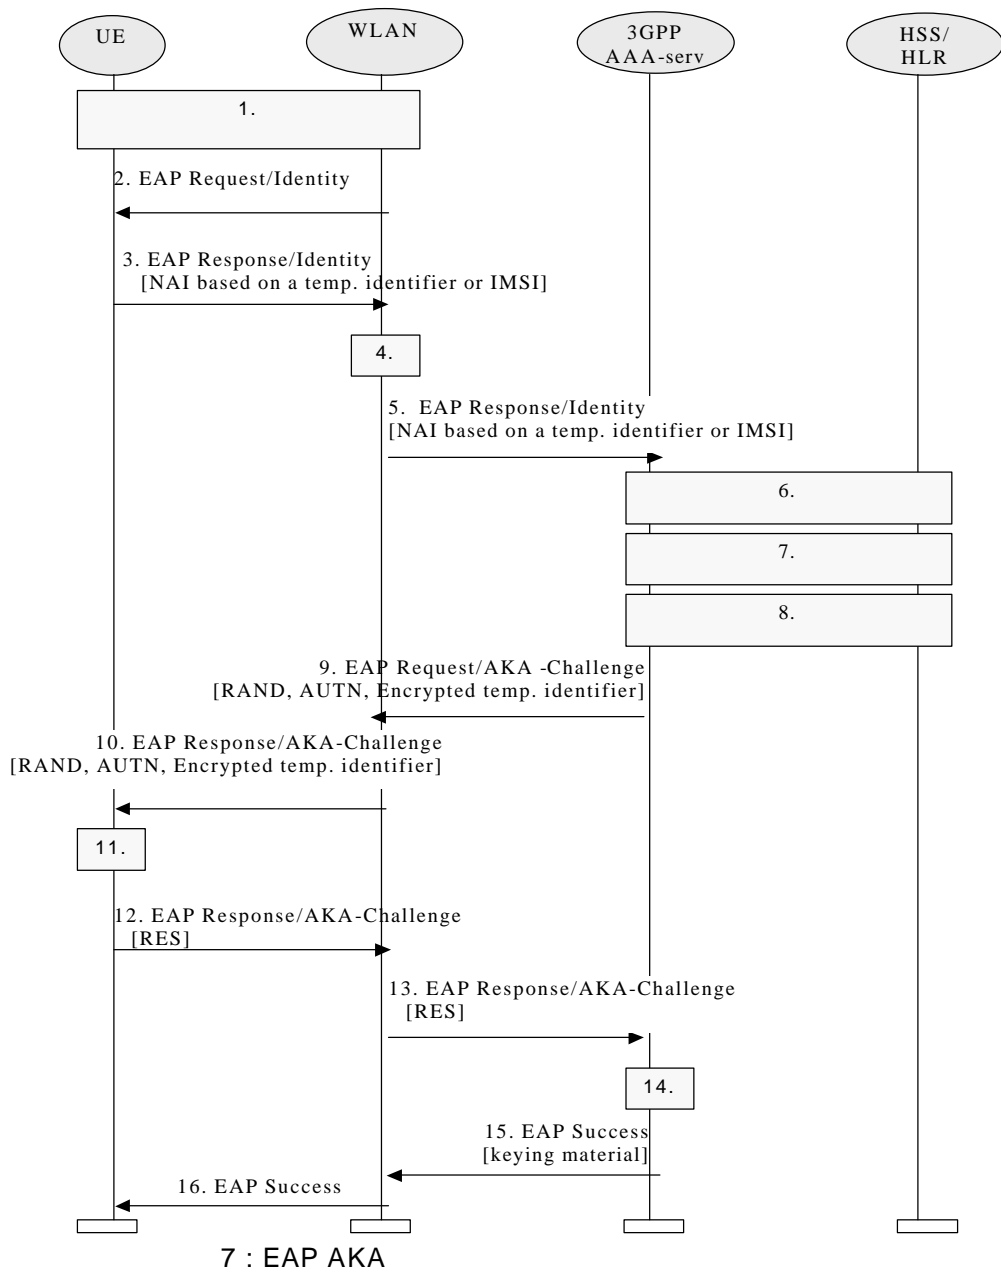 UE
WLAN
3GPP
AAA-serv
HSS/
HLR
1.
2. EAP Request/Identity
3. EAP Response/Identity
[NAI based on a temp. identifier or IMSI]
4.
5. EAP Response/Identity
[NAI based on a temp. identifier or IMSI]
6.
7.
8.
9. EAP Request/AKA -Challenge
[RAND, AUTN, Encrypted temp. identifier]
10. EAP Response/AKA-Challenge
[RAND, AUTN, Encrypted temp. identifier]
11.
12. EAP Response/AKA-Challenge
[RES]
13. EAP Response/AKA-Challenge
[RES]
14.
15. EAP Success
[keying material]
16. EAP Success
7 : EAP AKA